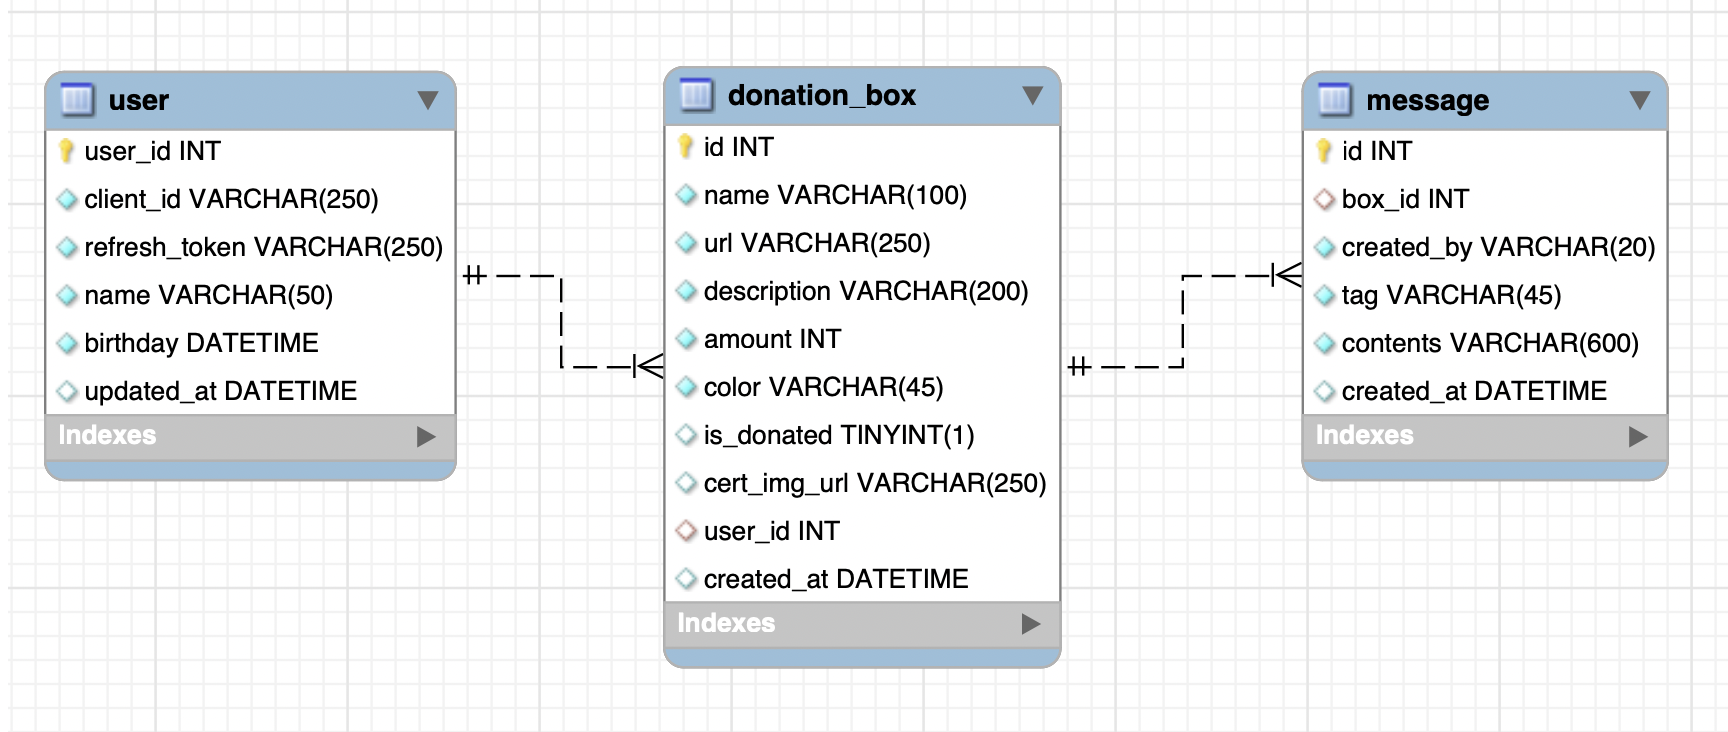 user
user_id INT
client_id VARCHAR(250)
refresh_token VARCHAR(250)
name VARCHAR(50)
birthday DATETIME
updated_at DATETIME
Indexes
donation_box
id INT
name VARCHAR(100)
url VARCHAR(250)
description VARCHAR(200)
amount INT
color VARCHAR(45)
is_donated TINYINT(1)
cert_img_url VARCHAR(250)
user_id INT
created_at DATETIME
Indexes
message
id INT
box_id INT
created_by VARCHAR(20)
tag VARCHAR(45)
contents VARCHAR(600)
created_at DATETIME
Indexes